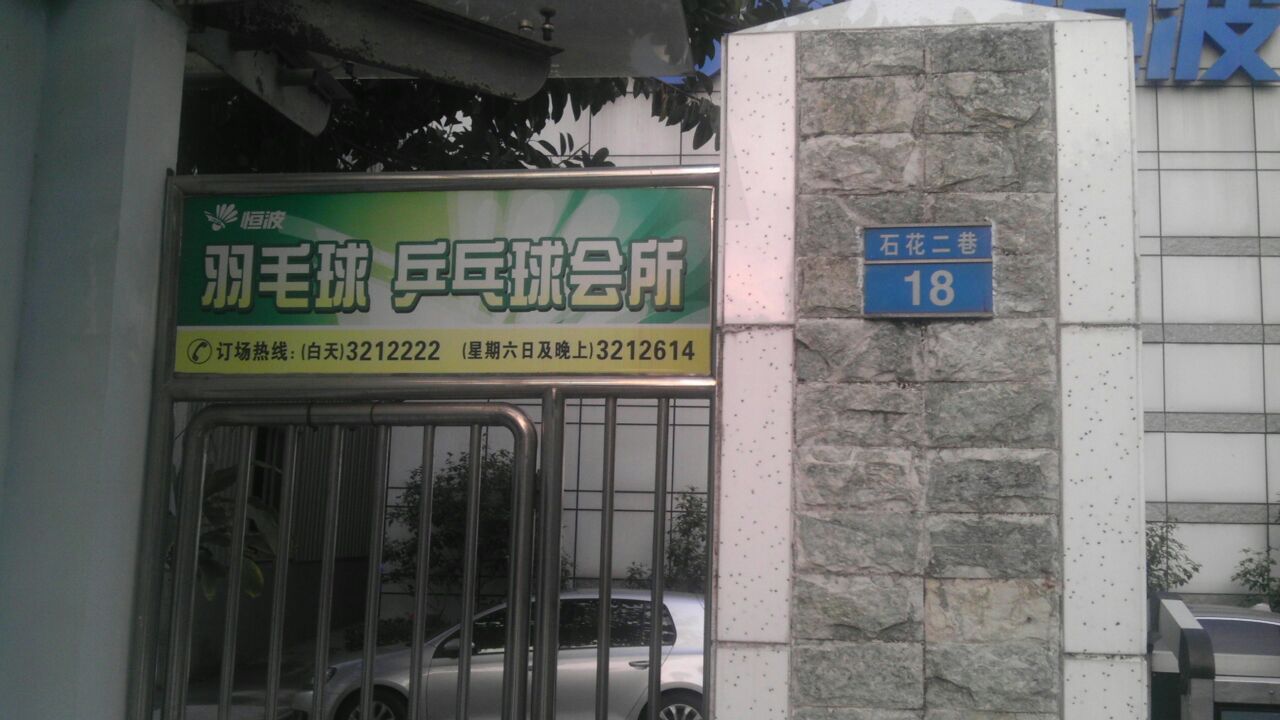 恒波
羽毛球 乒乓球会所
订场热线:(白天)3212222 (星期六日及晚上)3212614
石花二巷
18
波